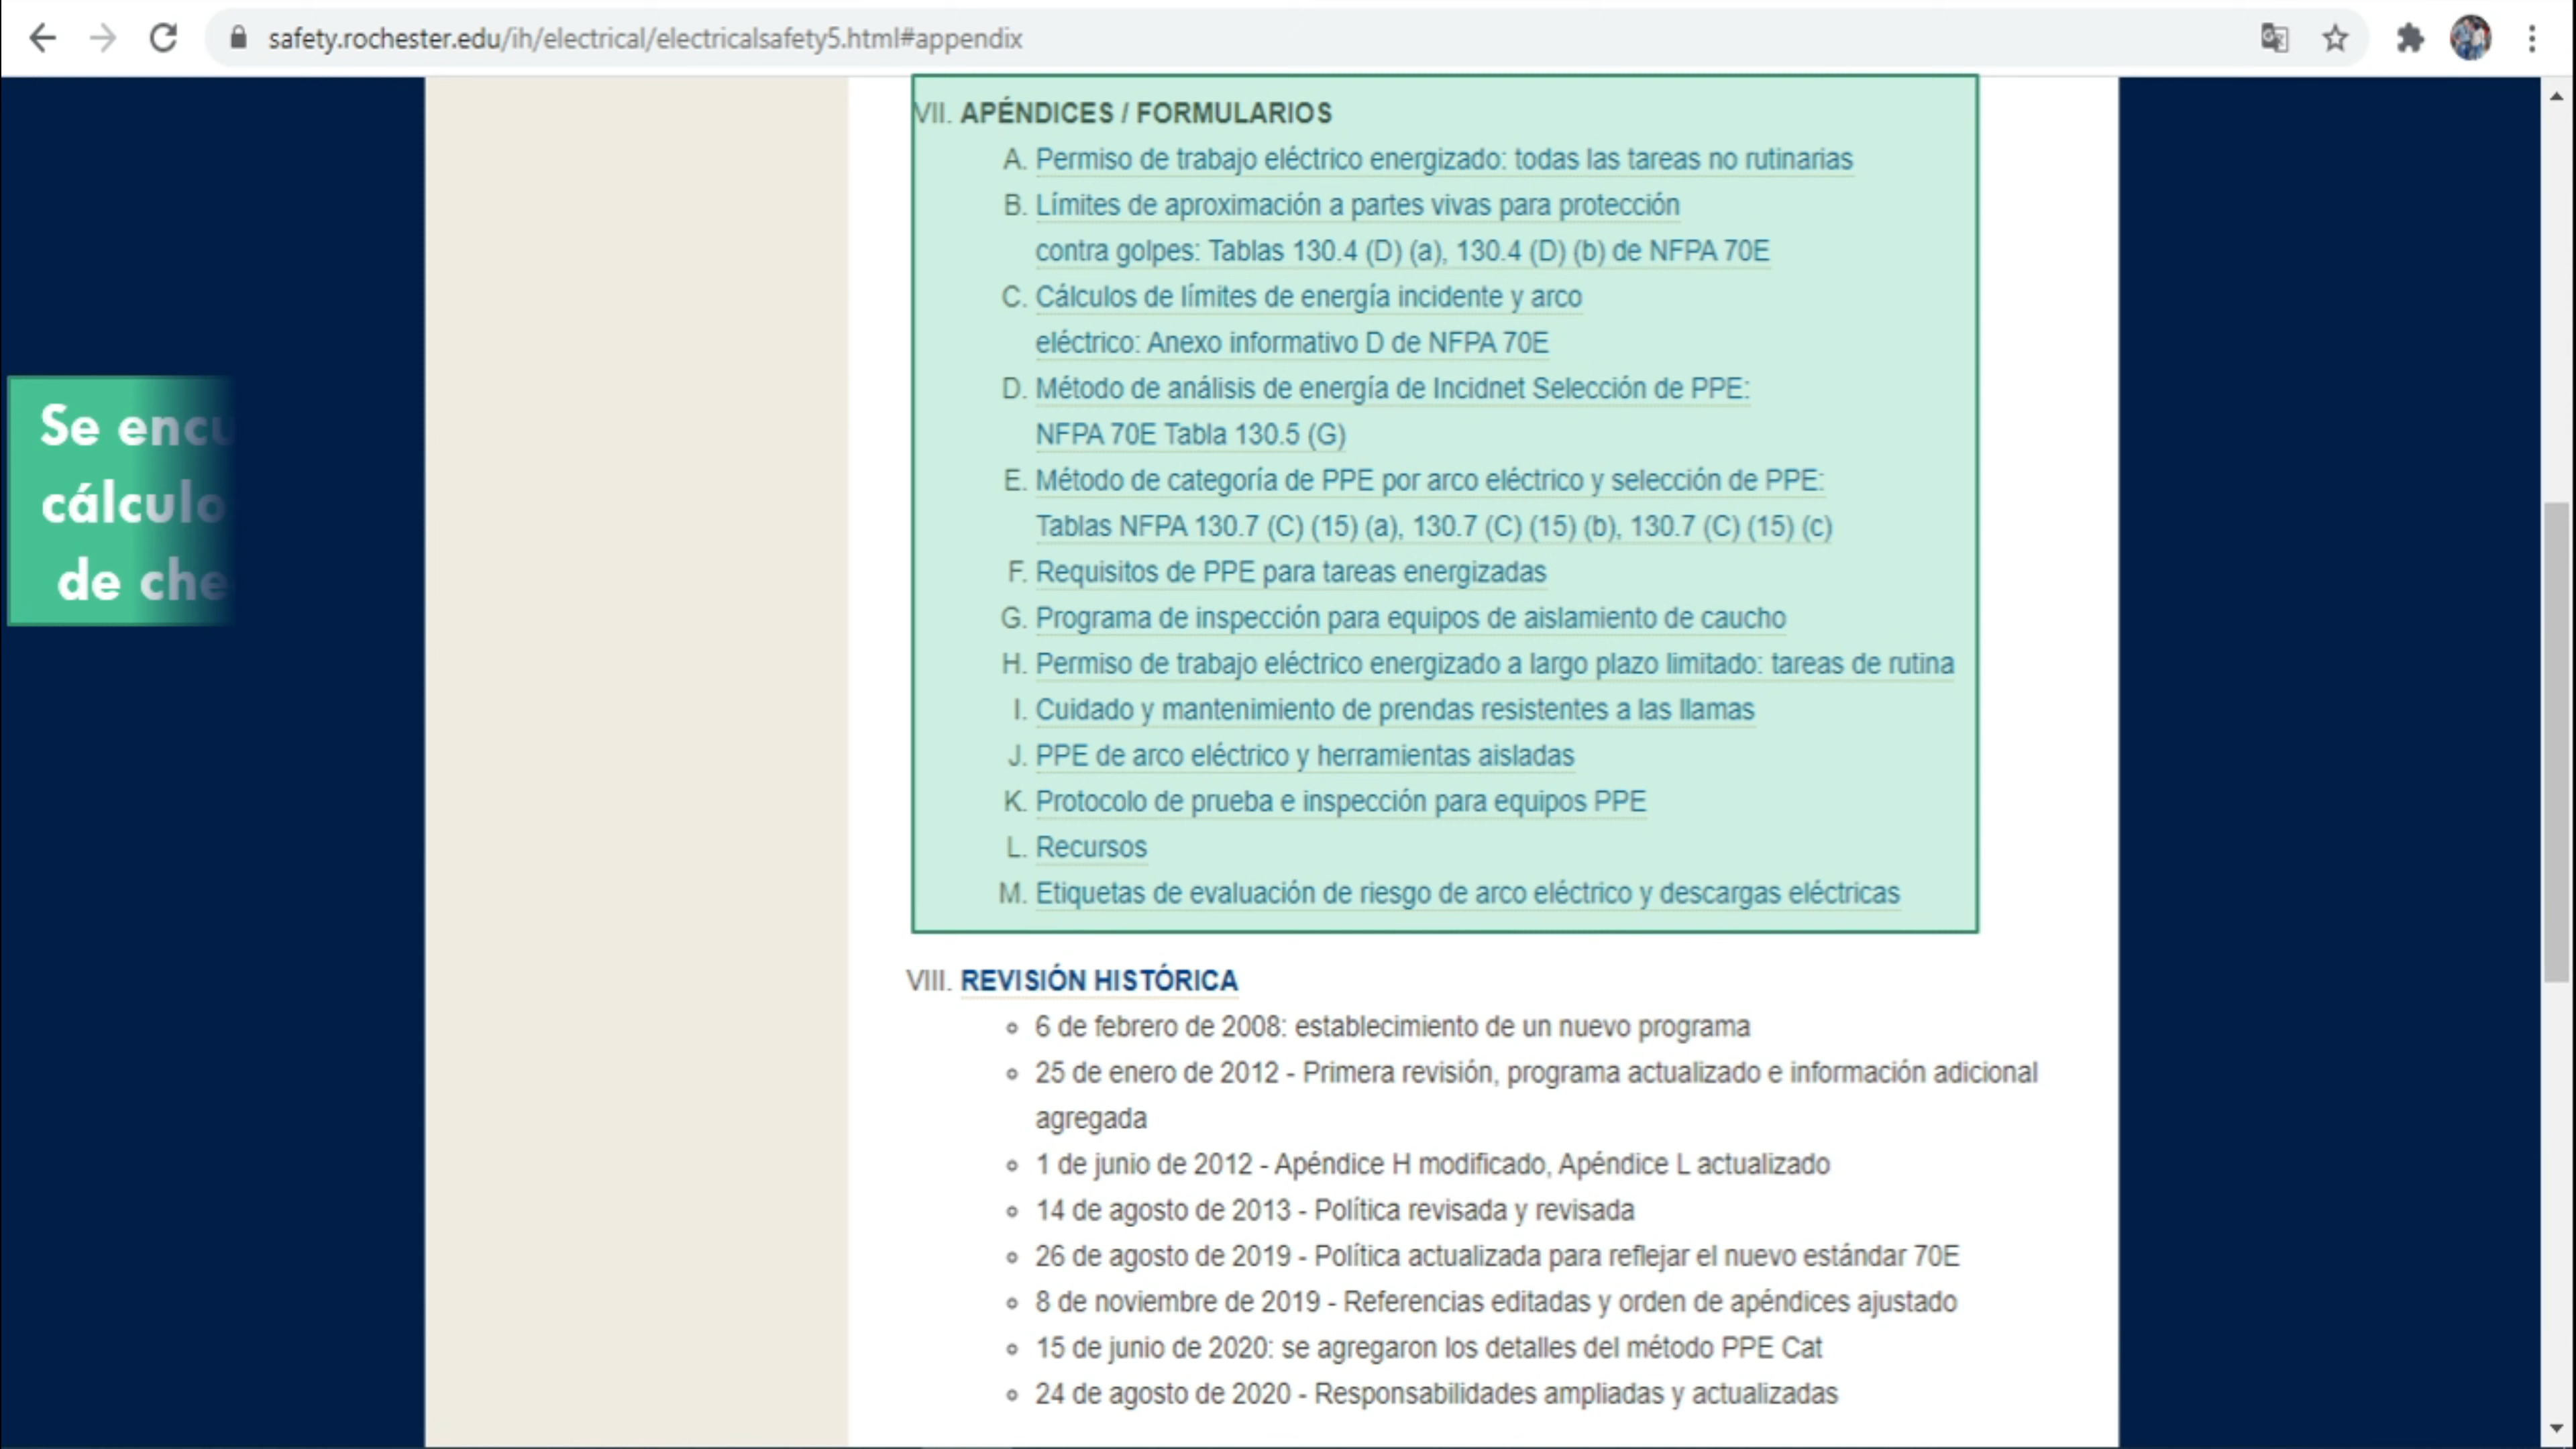 safety.rochester.edu/ih/electrical/electricalsafety5.html#appendix
VII. APÉNDICES / FORMULARIOS
A. Permiso de trabajo eléctrico energizado: todas las tareas no rutinarias
B. Límites de aproximación a partes vivas para protección
contra golpes: Tablas 130.4 (D) (a), 130.4 (D) (b) de NFPA 70E
C. Cálculos de límites de energía incidente y arco
eléctrico: Anexo informativo D de NFPA 70E
D. Método de análisis de energía de Incidnet Selección de PPE:
NFPA 70E Tabla 130.5 (G)
E. Método de categoría de PPE por arco eléctrico y selección de PPE:
Tablas NFPA 130.7 (C) (15) (a), 130.7 (C) (15) (b), 130.7 (C) (15) (c)
F. Requisitos de PPE para tareas energizadas
G. Programa de inspección para equipos de aislamiento de caucho
H. Permiso de trabajo eléctrico energizado a largo plazo limitado: tareas de rutina
I. Cuidado y mantenimiento de prendas resistentes a las llamas
J. PPE de arco eléctrico y herramientas aisladas
K. Protocolo de prueba e inspección para equipos PPE
L. Recursos
M. Etiquetas de evaluación de riesgo de arco eléctrico y descargas eléctricas
Se encu
cálculo
de che
VIII. REVISIÓN HISTÓRICA
6 de febrero de 2008: establecimiento de un nuevo programa
25 de enero de 2012 - Primera revisión, programa actualizado e información adicional
agregada
1 de junio de 2012 - Apéndice H modificado, Apéndice L actualizado
14 de agosto de 2013 - Política revisada y revisada
26 de agosto de 2019 - Política actualizada para reflejar el nuevo estándar 70E
8 de noviembre de 2019 - Referencias editadas y orden de apéndices ajustado
15 de junio de 2020: se agregaron los detalles del método PPE Cat
24 de agosto de 2020 - Responsabilidades ampliadas y actualizadas